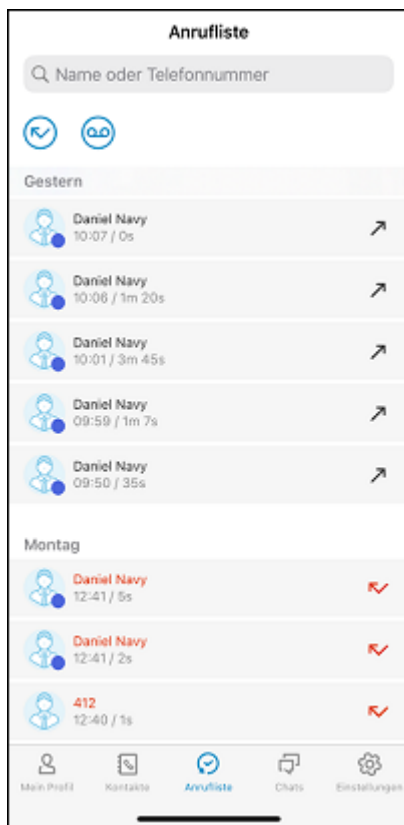 Anrufliste
Name oder Telefonnummer
Gestern
Daniel Navy
10:07 / 0s
Daniel Navy
10:06 / 1m 20s
Daniel Navy
10:01 / 3m 45s
Daniel Navy
09:59 / 1m 7s
Daniel Navy
09:50 / 35s
Montag
Daniel Navy
12:41 / 5s
Daniel Navy
12:41 / 2s
412
12:40 / 1s
Mein Profil Kontakte Anrufliste Chats Einstellungen